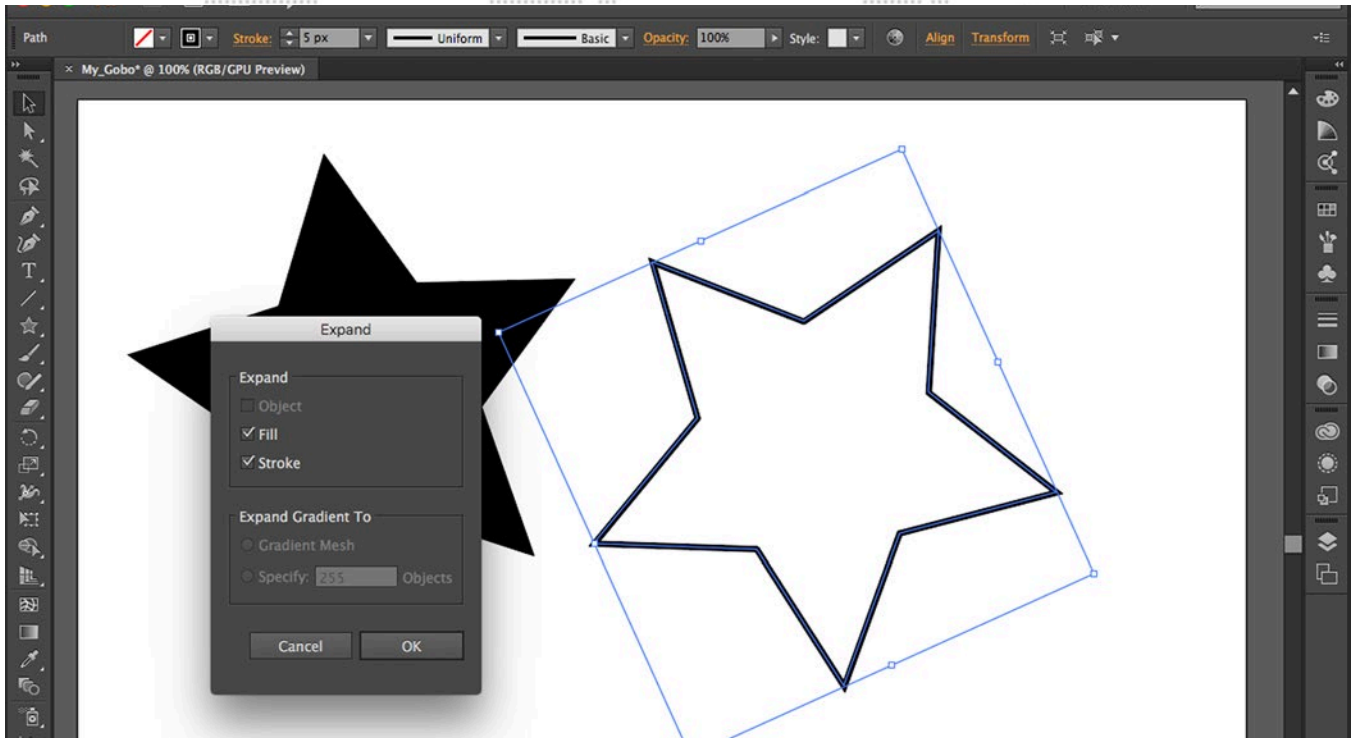 Path Stroke: 5 px Uniform Basic Opacity: 100% Style: Align Transform
× My_Gobo* @ 100% (RGB/GPU Preview)
Expand
Expand
Object
Fill
Stroke
Expand Gradient To
Gradient Mesh
Specify: 255 Objects
Cancel OK